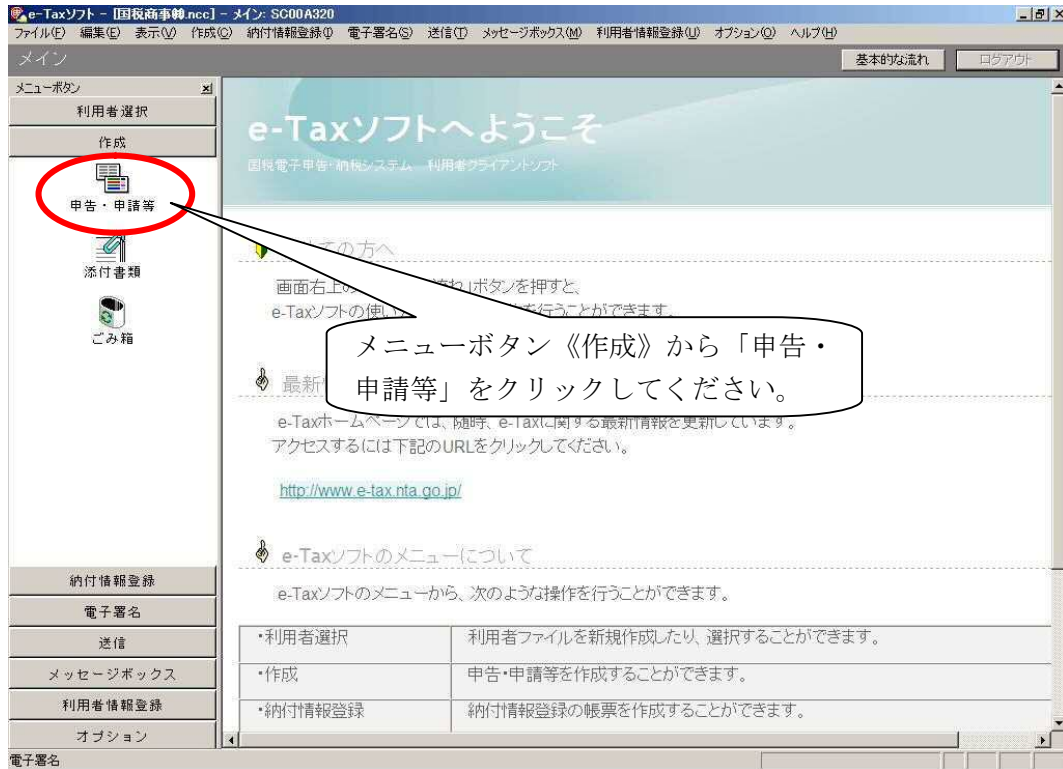 e-Taxソフト - [国税商事㈱.ncc] - メイン: SC00A320
ファイル(F) 編集(E) 表示(V) 作成(C) 納付情報登録(I) 電子署名(S) 送信(T) メッセージボックス(M) 利用者情報登録(U) オプション(O) ヘルプ(H)
メイン
基本的な流れ
ログアウト
メニューボタン
利用者選択
作成
申告・申請等
添付書類
ごみ箱
納付情報登録
電子署名
送信
メッセージボックス
利用者情報登録
オプション
e-Taxソフトへようこそ
国税電子申告・納税システム 利用者クライアントソフト
の方へ
画面右上の れ」ボタンを押すと、
e-Taxソフトの使い を行うことができます。
メニューボタン《作成》から「申告・
申請等」をクリックしてください。
最新
e-Taxホームページでは、随時、e-Taxに関する最新情報を更新しています。
アクセスするには下記のURLをクリックしてください。
http://www.e-tax.nta.go.jp/
e-Taxソフトのメニューについて
e-Taxソフトのメニューから、次のような操作を行うことができます。
・利用者選択 利用者ファイルを新規作成したり、選択することができます。
・作成 申告・申請等を作成することができます。
・納付情報登録 納付情報登録の帳票を作成することができます。
電子署名